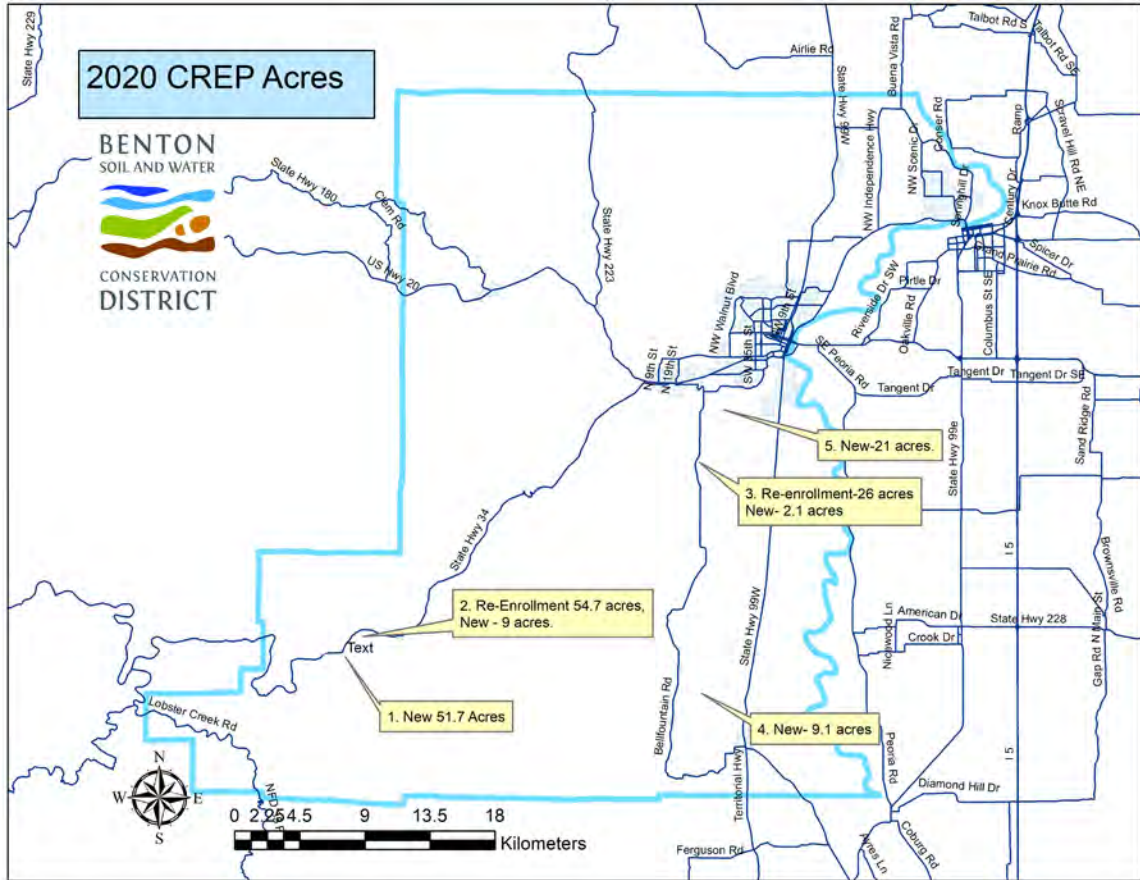 State Hwy 229
2020 CREP Acres
BENTON
SOIL AND WATER
CONSERVATION
DISTRICT
Airlie Rd
State Hwy 99W
Buena Vista Rd
Talbot Rd S
Talbot Rd SE
Conser Rd
Ramp
Scravel Hill Rd NE
NW Independence Hwy
NW Scenic Dr
Springhill Dr
Century Dr
Knox Butte Rd
State Hwy 180
Clem Rd
US Hwy 20
State Hwy 223
Spicer Dr
Grand Prairie Rd
Pirtle Dr
Riverside Dr SW
Oakville Rd
Columbus St SE
NW Walnut Blvd
SW 35th St
N 9th St
N 19th St
SE Peoria Rd
Tangent Dr
Tangent Dr
Tangent Dr SE
Sand Ridge Rd
State Hwy 99e
5. New-21 acres.
3. Re-enrollment-26 acres
New- 2.1 acres
State Hwy 34
2. Re-Enrollment 54.7 acres,
New - 9 acres.
Text
1. New 51.7 Acres
I 5
Brownsville Rd
American Dr
State Hwy 228
Nicewood Ln
Crook Dr
Gap Rd N Main St
State Hwy 99W
Bellfountain Rd
4. New- 9.1 acres
Lobster Creek Rd
Peoria Rd
I 5
Diamond Hill Dr
Territorial Hwy
Ferguson Rd
Ayres Ln
Coburg Rd
N
W
E
S
0
4.5
9
13.5
18
Kilometers